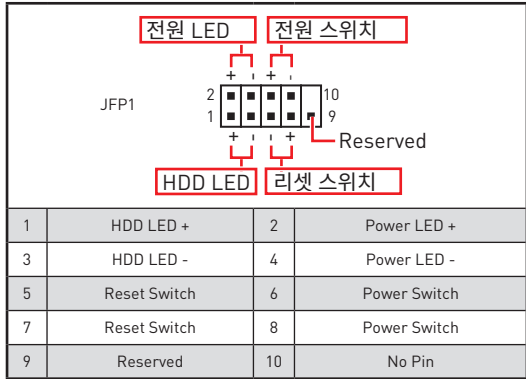 전원 LED 전원 스위치
+ - + -
JFP1
2 10
1 9
+ - - +
Reserved
HDD LED 리셋 스위치
1 HDD LED + 2 Power LED +
3 HDD LED - 4 Power LED -
5 Reset Switch 6 Power Switch
7 Reset Switch 8 Power Switch
9 Reserved 10 No Pin